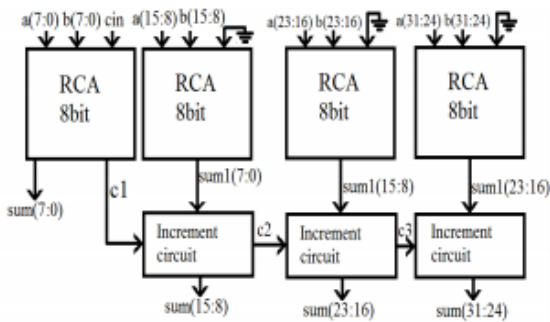 a(7:0) b(7:0) cin
a(15:8) b(15:8)
a(23:16) b(23:16)
a(31:24) b(31:24)
RCA
8bit
RCA
8bit
RCA
8bit
RCA
8bit
sum(7:0)
c1
sum1(7:0)
sum1(15:8)
sum1(23:16)
Increment
circuit
c2
Increment
circuit
c3
Increment
circuit
sum(15:8)
sum(23:16)
sum(31:24)